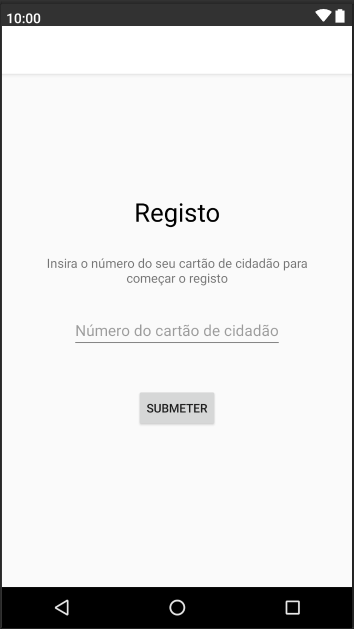 10:00
Registo
Insira o número do seu cartão de cidadão para
começar o registo
Número do cartão de cidadão
SUBMETER